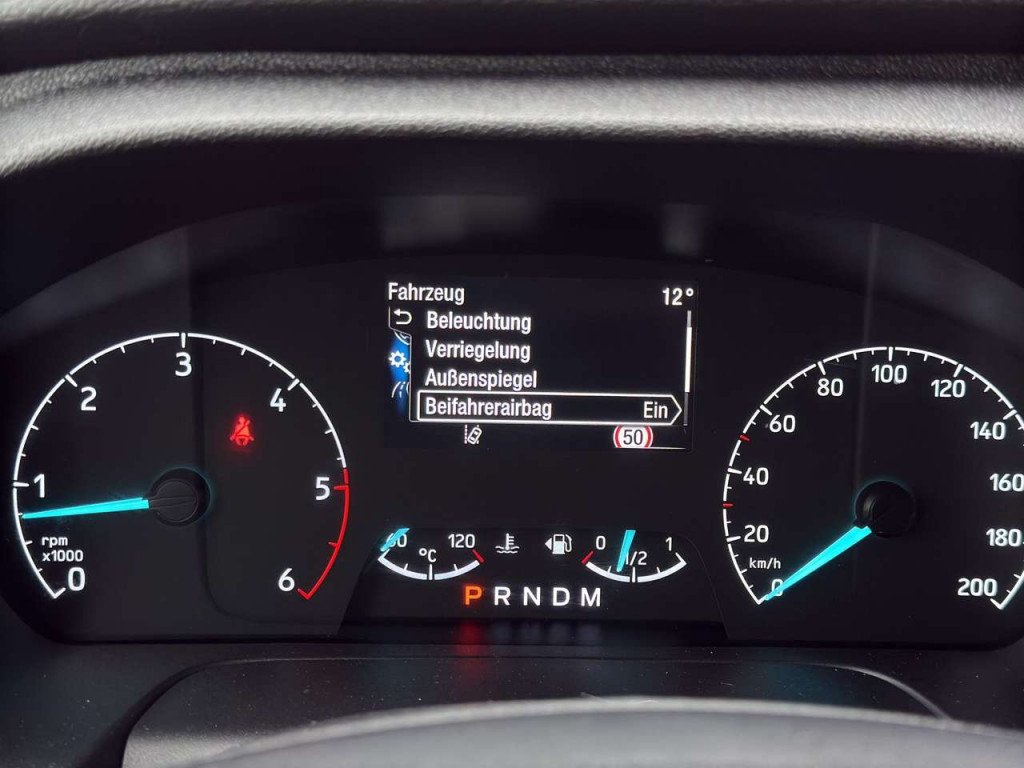 Fahrzeug 12°
Beleuchtung
Verriegelung
Außenspiegel
Beifahrerairbag Ein
50
0
1
2
3
4
5
6
rpm
x1000
60 120
°C
0 1/2 1
P R N D M
0
20
40
60
80
100
120
140
160
180
200
km/h